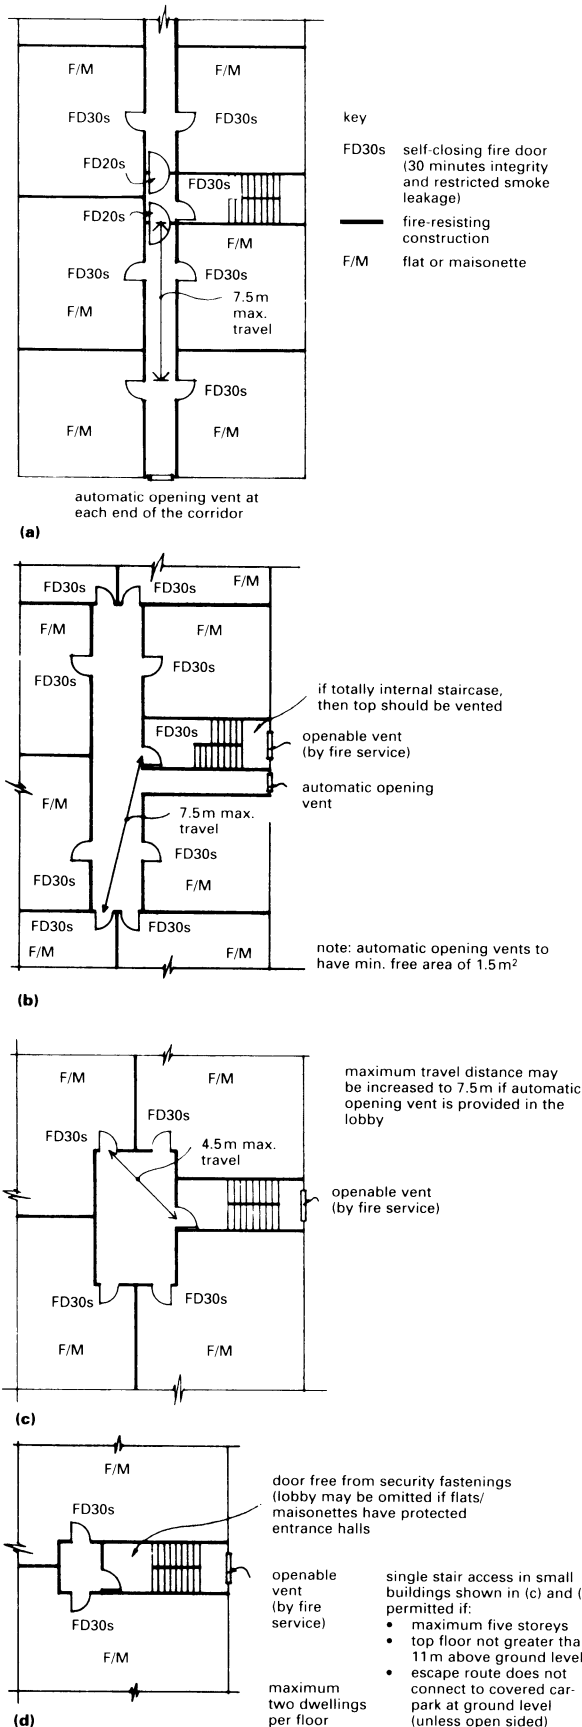 F/M
F/M
FD30s
FD30s
FD20s
FD30s
FD20s
F/M
FD30s
FD30s
7.5m
max.
travel
F/M
FD30s
F/M
F/M
automatic opening vent at
each end of the corridor
(a)
key
FD30s self-closing fire door
(30 minutes integrity
and restricted smoke
leakage)
fire-resisting
construction
F/M flat or maisonette
FD30s
FD30s
F/M
F/M
F/M
FD30s
FD30s
if totally internal staircase,
then top should be vented
FD30s
openable vent
(by fire service)
automatic opening
vent
F/M
7.5m max.
travel
FD30s
FD30s
F/M
FD30s
FD30s
F/M
F/M
note: automatic opening vents to
have min. free area of 1.5m²
(b)
F/M
F/M
maximum travel distance may
be increased to 7.5m if automatic
opening vent is provided in the
lobby
FD30s
FD30s
4.5m max.
travel
openable vent
(by fire service)
FD30s
FD30s
F/M
F/M
(c)
F/M
door free from security fastenings
(lobby may be omitted if flats/
maisonettes have protected
entrance halls
FD30s
FD30s
openable
vent
(by fire
service)
F/M
maximum
two dwellings
per floor
single stair access in small
buildings shown in (c) and (
permitted if:
• maximum five storeys
• top floor not greater tha
11m above ground level
• escape route does not
connect to covered car-
park at ground level
(unless open sided)
(d)